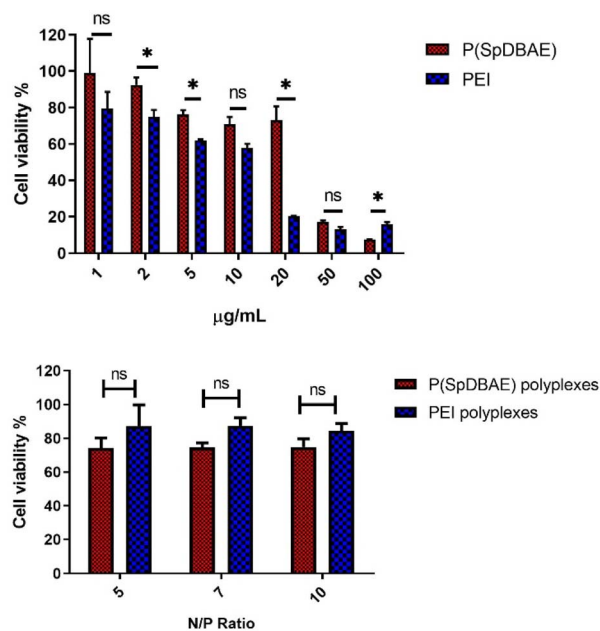 ns
*
*
ns
*
ns
*
P(SpDBAE)
PEI
Cell viability %
120
100
80
60
40
20
0
1
2
5
10
20
50
100
µg/mL
ns
ns
ns
P(SpDBAE) polyplexes
PEI polyplexes
Cell viability %
120
100
80
60
40
20
0
5
7
10
N/P Ratio